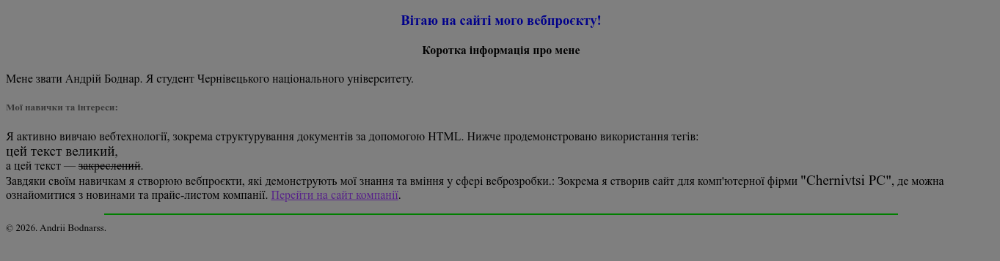 Вітаю на сайті мого вебпроєкту!
Коротка інформація про мене
Мене звати Андрій Боднар. Я студент Чернівецького національного університету.
Мої навички та інтереси:
Я активно вивчаю вебтехнології, зокрема структурування документів за допомогою HTML. Нижче продемонстровано використання тегів:
цей текст великий,
а цей текст — закреслений.
Завдяки своїм навичкам я створюю вебпроєкти, які демонструють мої знання та вміння у сфері веброзробки.: Зокрема я створив сайт для комп'ютерної фірми "Chernivtsi PC", де можна
ознайомитися з новинами та прайс-листом компанії. Перейти на сайт компанії.
© 2026. Andrii Bodnarss.